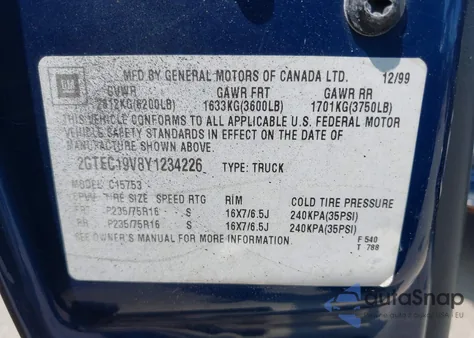 GM
MFD BY GENERAL MOTORS OF CANADA LTD. 12/99
GVWR GAWR FRT GAWR RR
2812KG(6200LB) 1633KG(3600LB) 1701KG(3750LB)
THIS VEHICLE CONFORMS TO ALL APPLICABLE U.S. FEDERAL MOTOR
VEHICLE SAFETY STANDARDS IN EFFECT ON THE DATE OF
MANUFACTURE SHOWN ABOVE.
2GTEC19V8Y1234226 TYPE: TRUCK
MODEL: C15753
TIRE SIZE SPEED RTG RIM COLD TIRE PRESSURE
FRT P235/75R16 S 16X7/6.5J 240KPA(35PSI)
RR P235/75R16 S 16X7/6.5J 240KPA(35PSI)
SEE OWNER'S MANUAL FOR MORE INFORMATION.
F 540
T 788
AutoSnap
EU